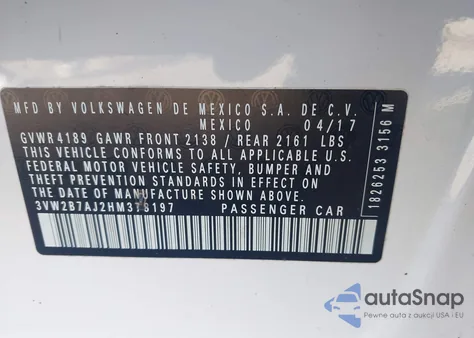 MFD BY VOLKSWAGEN DE MEXICO S.A. DE C.V.
MEXICO 04/17
GVWR4189 GAWR FRONT 2138 / REAR 2161 LBS
THIS VEHICLE CONFORMS TO ALL APPLICABLE U.S.
FEDERAL MOTOR VEHICLE SAFETY, BUMPER AND
THEFT PREVENTION STANDARDS IN EFFECT ON THE
DATE OF MANUFACTURE SHOWN ABOVE:
PASSENGER CAR
1826253 3156 M
autoSnap
Pewne auta z aukcji USA i EU